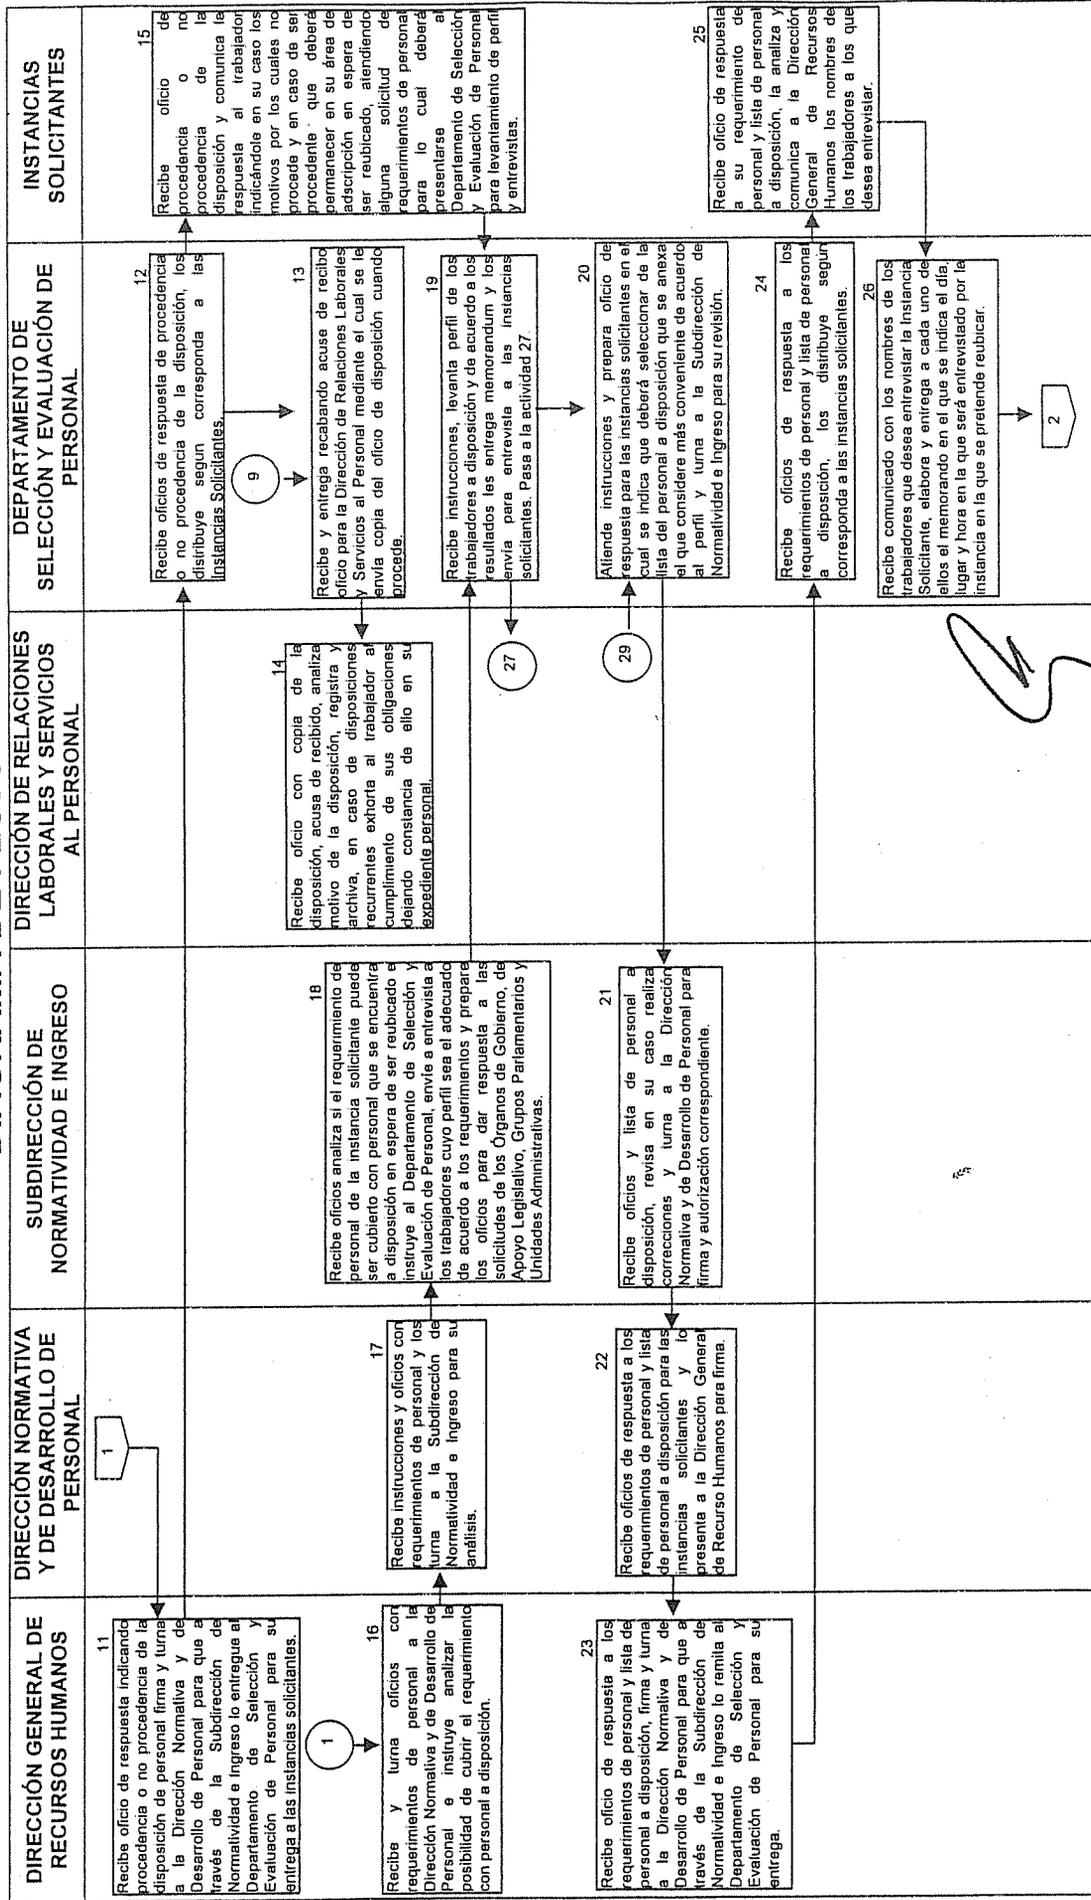 DIRECCIÓN GENERAL DE
RECURSOS HUMANOS
DIRECCIÓN NORMATIVA
Y DE DESARROLLO DE
PERSONAL
SUBDIRECCIÓN DE
NORMATIVIDAD E INGRESO
DIRECCIÓN DE RELACIONES
LABORALES Y SERVICIOS
AL PERSONAL
DEPARTAMENTO DE
SELECCIÓN Y EVALUACIÓN DE
PERSONAL
INSTANCIAS
SOLICITANTES
1
11
Recibe oficio de respuesta indicando
procedencia o no procedencia de la
disposición de personal firma y turna
a la Dirección Normativa y de
Desarrollo de Personal para que a
través de la Subdirección de
Normatividad e Ingreso lo entregue al
Departamento de Selección y
Evaluación de Personal para su
entrega a las instancias solicitantes.
12
Recibe oficios de respuesta de procedencia
o no procedencia de la disposición, los
distribuye según corresponda a las
Instancias Solicitantes.
9
13
Recibe y entrega recabando acuse de recibo
oficio para la Dirección de Relaciones Laborales
y Servicios al Personal mediante el cual se le
envía copia del oficio de disposición cuando
procede.
14
Recibe oficio con copia de la
disposición, acusa de recibido, analiza
motivo de la disposición, registra y
archiva, en caso de disposiciones
recurrentes exhorta al trabajador al
cumplimiento de sus obligaciones
dejando constancia de ello en su
expediente personal.
15
Recibe oficio de
procedencia o no
procedencia de la
disposición y comunica la
respuesta al trabajador
indicándole en su caso los
motivos por los cuales no
procede y en caso de ser
procedente que deberá
permanecer en su área de
adscripción en espera de
ser reubicado, atendiendo
alguna solicitud de
requerimientos de personal
para lo cual deberá
presentarse al
Departamento de Selección
y Evaluación de Personal
para levantamiento de perfil
y entrevistas.
1
16
Recibe y turna oficios con
requerimientos de personal a la
Dirección Normativa y de Desarrollo de
Personal e instruye analizar la
posibilidad de cubrir el requerimiento
con personal a disposición.
17
Recibe instrucciones y oficios con
requerimientos de personal y los
turna a la Subdirección de
Normatividad e Ingreso para su
análisis.
18
Recibe oficios analiza si el requerimiento de
personal de la instancia solicitante puede
ser cubierto con personal que se encuentra
a disposición en espera de ser reubicado e
instruye al Departamento de Selección y
Evaluación de Personal, envíe a entrevista a
los trabajadores cuyo perfil sea el adecuado
de acuerdo a los requerimientos y prepare
los oficios para dar respuesta a las
solicitudes de los Órganos de Gobierno, de
Apoyo Legislativo, Grupos Parlamentarios y
Unidades Administrativas.
19
Recibe instrucciones, levanta perfil de los
trabajadores a disposición y de acuerdo a los
resultados les entrega memorandum y los
envía para entrevista a las instancias
solicitantes. Pasa a la actividad 27.
27
20
Atiende instrucciones y prepara oficio de
respuesta para las instancias solicitantes en el
cual se indica que deberá seleccionar de la
lista del personal a disposición que se anexa
el que considere más conveniente de acuerdo
al perfil y turna a la Subdirección de
Normatividad e Ingreso para su revisión.
29
21
Recibe oficios y lista de personal a
disposición, revisa en su caso realiza
correcciones y turna a la Dirección
Normativa y de Desarrollo de Personal para
firma y autorización correspondiente.
22
Recibe oficios de respuesta a los
requerimientos de personal y lista
de personal a disposición para las
instancias solicitantes y lo
presenta a la Dirección General
de Recurso Humanos para firma.
23
Recibe oficio de respuesta a los
requerimientos de personal y lista de
personal a disposición, firma y turna
a la Dirección Normativa y de
Desarrollo de Personal para que a
través de la Subdirección de
Normatividad e Ingreso lo remita al
Departamento de Selección y
Evaluación de Personal para su
entrega.
24
Recibe oficios de respuesta a los
requerimientos de personal y lista de personal
a disposición, los distribuye según
corresponda a las instancias solicitantes.
25
Recibe oficio de respuesta
a su requerimiento de
personal y lista de personal
a disposición, la analiza y
comunica a la Dirección
General de Recursos
Humanos los nombres de
los trabajadores a los que
desea entrevistar.
26
Recibe comunicado con los nombres de los
trabajadores que desea entrevistar la Instancia
Solicitante, elabora y entrega a cada uno de
ellos el memorando en el que se indica el día,
lugar y hora en la que será entrevistado por la
instancia en la que se pretende reubicar.
2